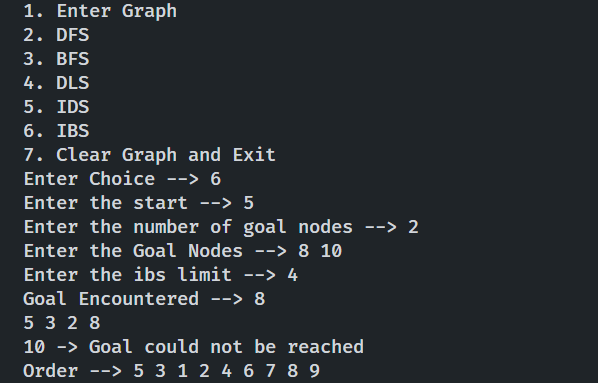 1. Enter Graph
2. DFS
3. BFS
4. DLS
5. IDS
6. IBS
7. Clear Graph and Exit
Enter Choice --> 6
Enter the start --> 5
Enter the number of goal nodes --> 2
Enter the Goal Nodes --> 8 10
Enter the ibs limit --> 4
Goal Encountered --> 8
5 3 2 8
10 -> Goal could not be reached
Order --> 5 3 1 2 4 6 7 8 9